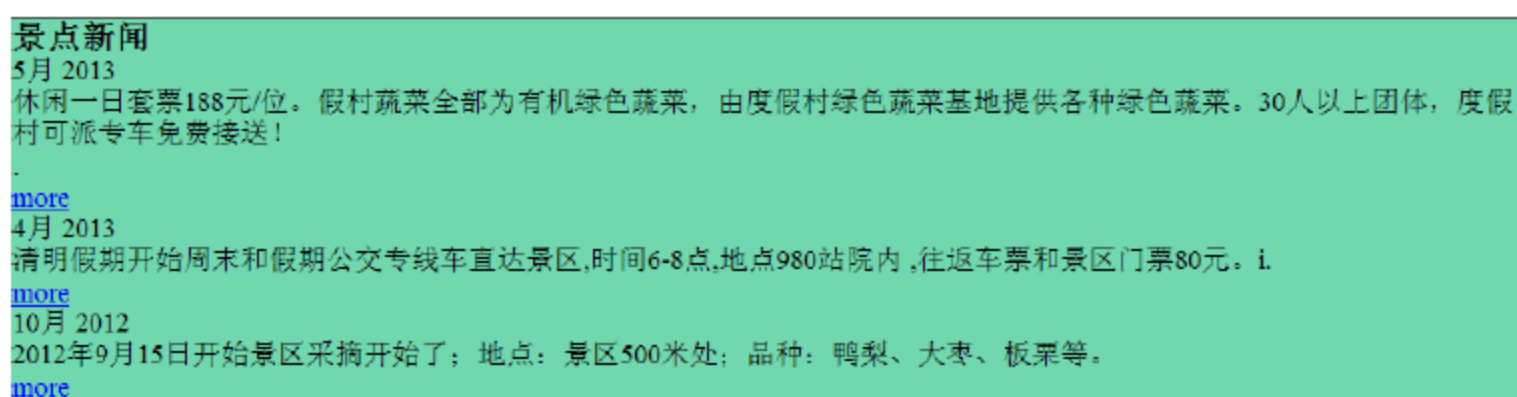 景点新闻
5月 2013
休闲一日套票188元/位。假村蔬菜全部为有机绿色蔬菜，由度假村绿色蔬菜基地提供各种绿色蔬菜。30人以上团体，度假
村可派专车免费接送！
.
more
4月 2013
清明假期开始周末和假期公交专线车直达景区,时间6-8点,地点980站院内 ,往返车票和景区门票80元。i.
more
10月 2012
2012年9月15日开始景区采摘开始了；地点：景区500米处；品种：鸭梨、大枣、板栗等。
more